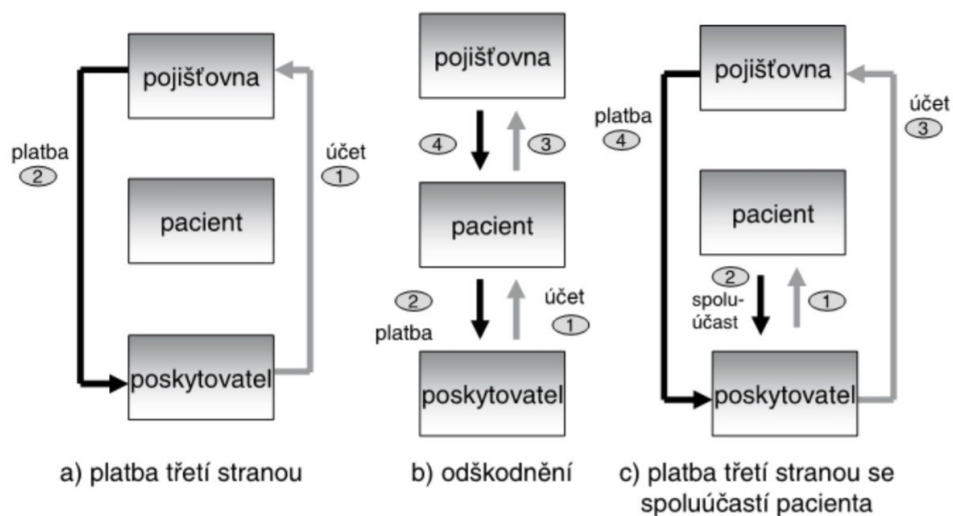 pojišťovna
platba
2
účet
1
pacient
poskytovatel
a) platba třetí stranou
pojišťovna
4
3
pacient
2
platba
účet
1
poskytovatel
b) odškodnění
pojišťovna
platba
4
účet
3
pacient
2
spolu-
účast
1
poskytovatel
c) platba třetí stranou se
spoluúčastí pacienta